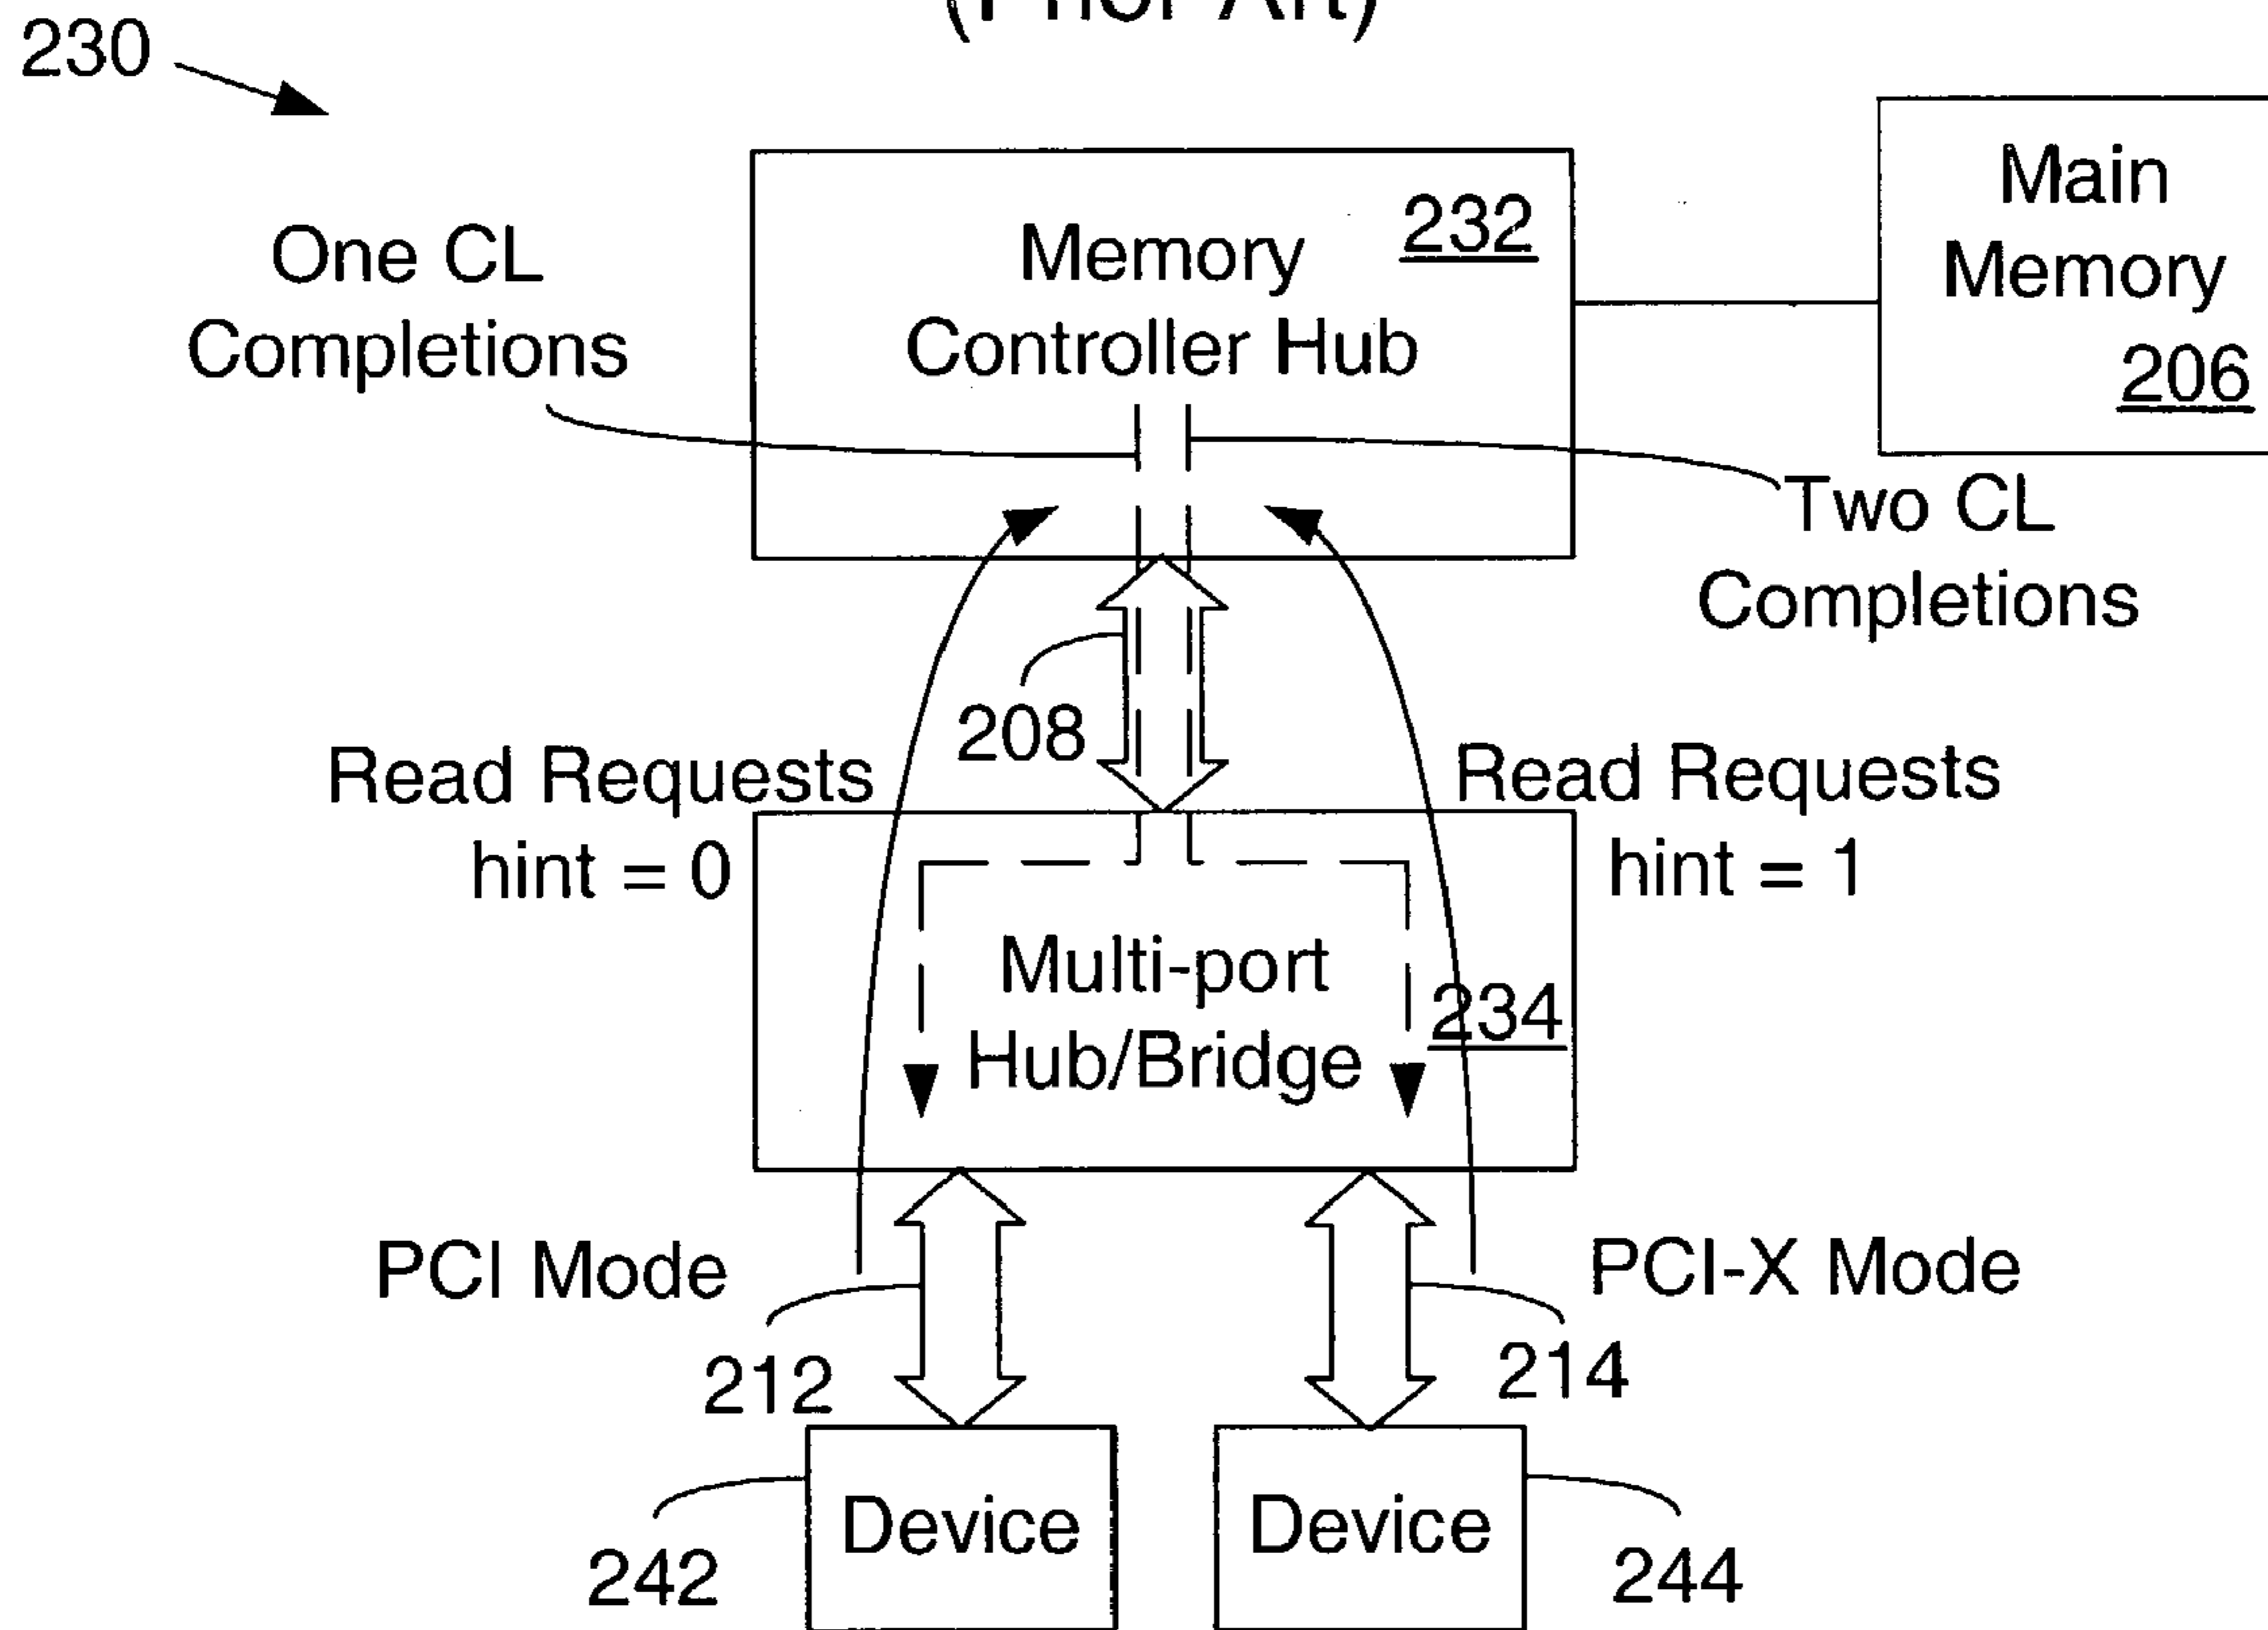 (Prior Art)
230
One CL
Completions
Memory
Controller Hub
232
Main
Memory
206
Two CL
Completions
208
Read Requests
hint = 0
Read Requests
hint = 1
Multi-port
Hub/Bridge
234
PCI Mode
PCI-X Mode
212
214
Device
Device
242
244